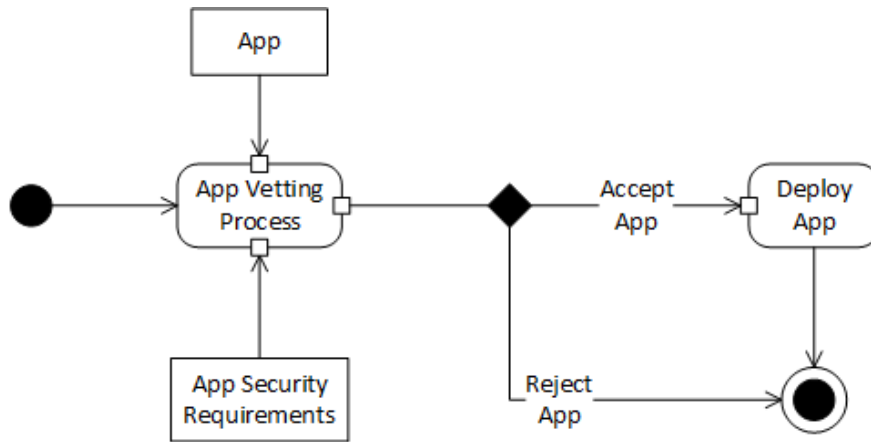 App
App Vetting
Process
Accept
App
Deploy
App
App Security
Requirements
Reject
App